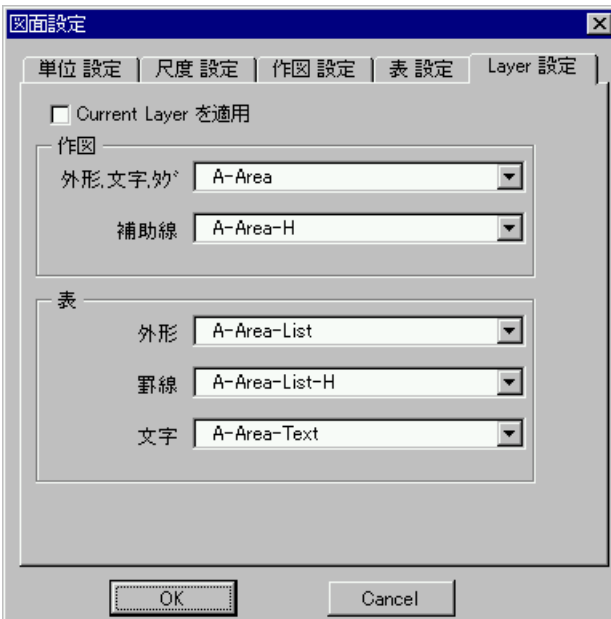 図面設定
単位 設定 尺度 設定 作図 設定 表 設定 Layer 設定
Current Layer を適用
作図
外形,文字,ﾀｸﾞ A-Area
補助線 A-Area-H
表
外形 A-Area-List
罫線 A-Area-List-H
文字 A-Area-Text
OK Cancel